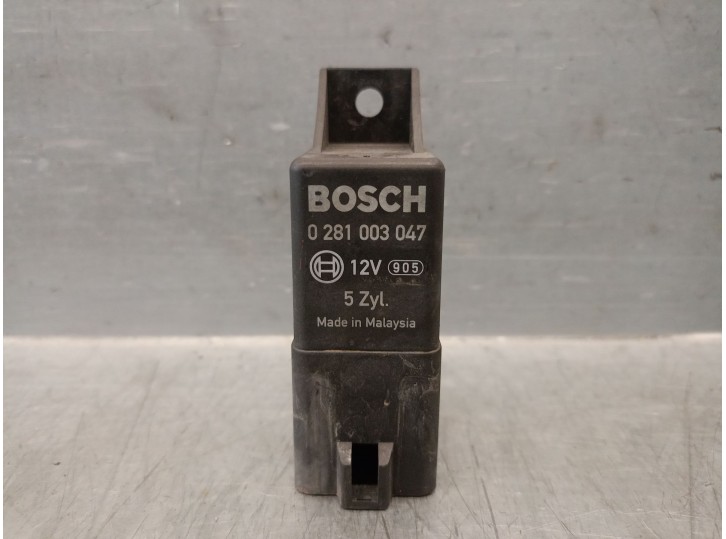 BOSCH
0 281 003 047
12V 905
5 Zyl.
Made in Malaysia